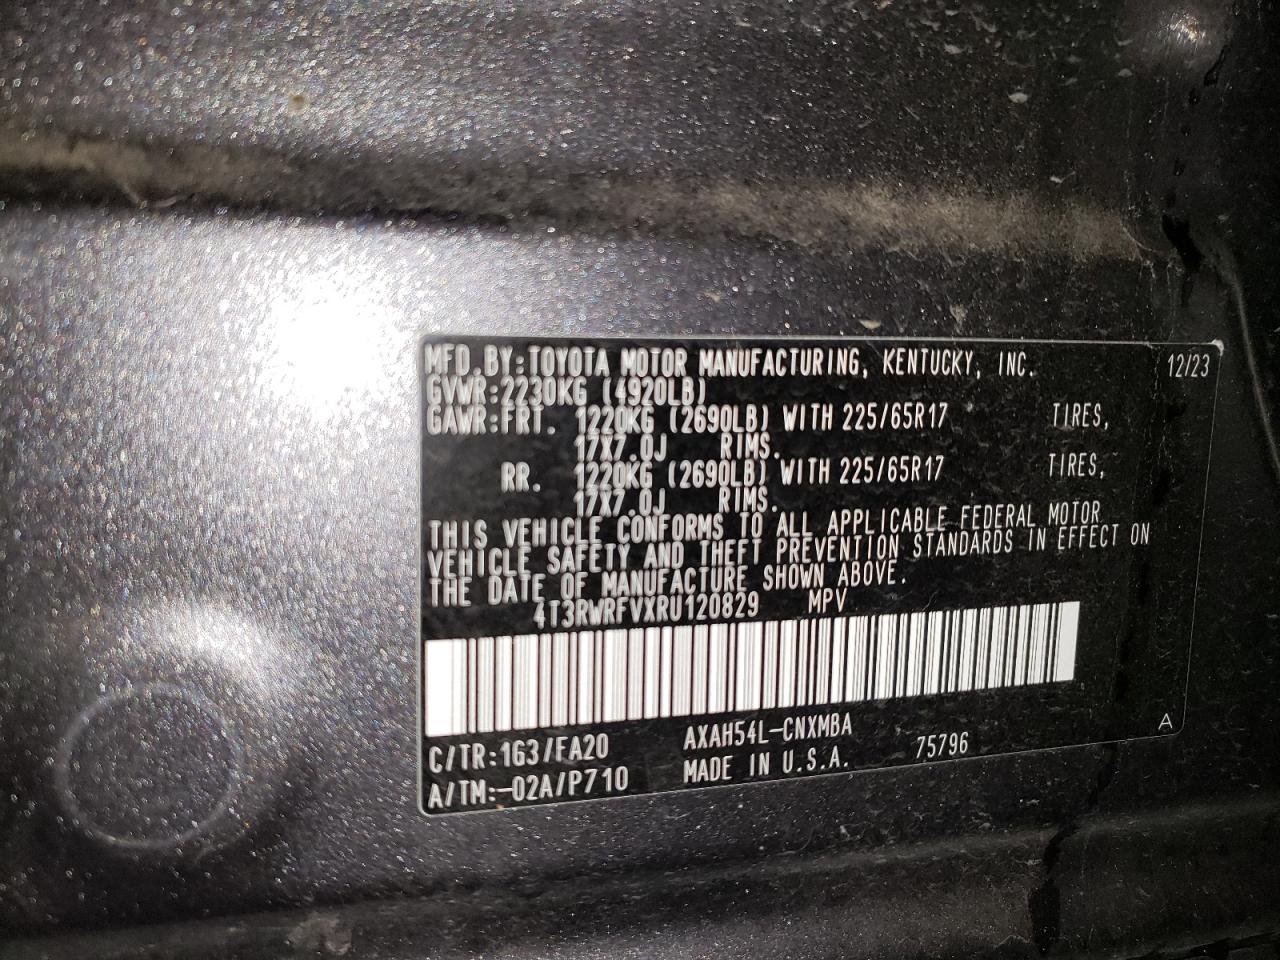 MFD.BY:TOYOTA MOTOR MANUFACTURING, KENTUCKY, INC. 12/23
GVWR:2230KG (4920LB)
GAWR:FRT. 1220KG (2690LB) WITH 225/65R17 TIRES,
17X7.0J RIMS.
RR. 1220KG (2690LB) WITH 225/65R17 TIRES,
17X7.0J RIMS.
THIS VEHICLE CONFORMS TO ALL APPLICABLE FEDERAL MOTOR
VEHICLE SAFETY AND THEFT PREVENTION STANDARDS IN EFFECT ON
THE DATE OF MANUFACTURE SHOWN ABOVE.
4T3RWRFVXRU120829 MPV
C/TR:163/FA20 AXAH54L-CNXMBA A
A/TM:-02A/P710 MADE IN U.S.A. 75796